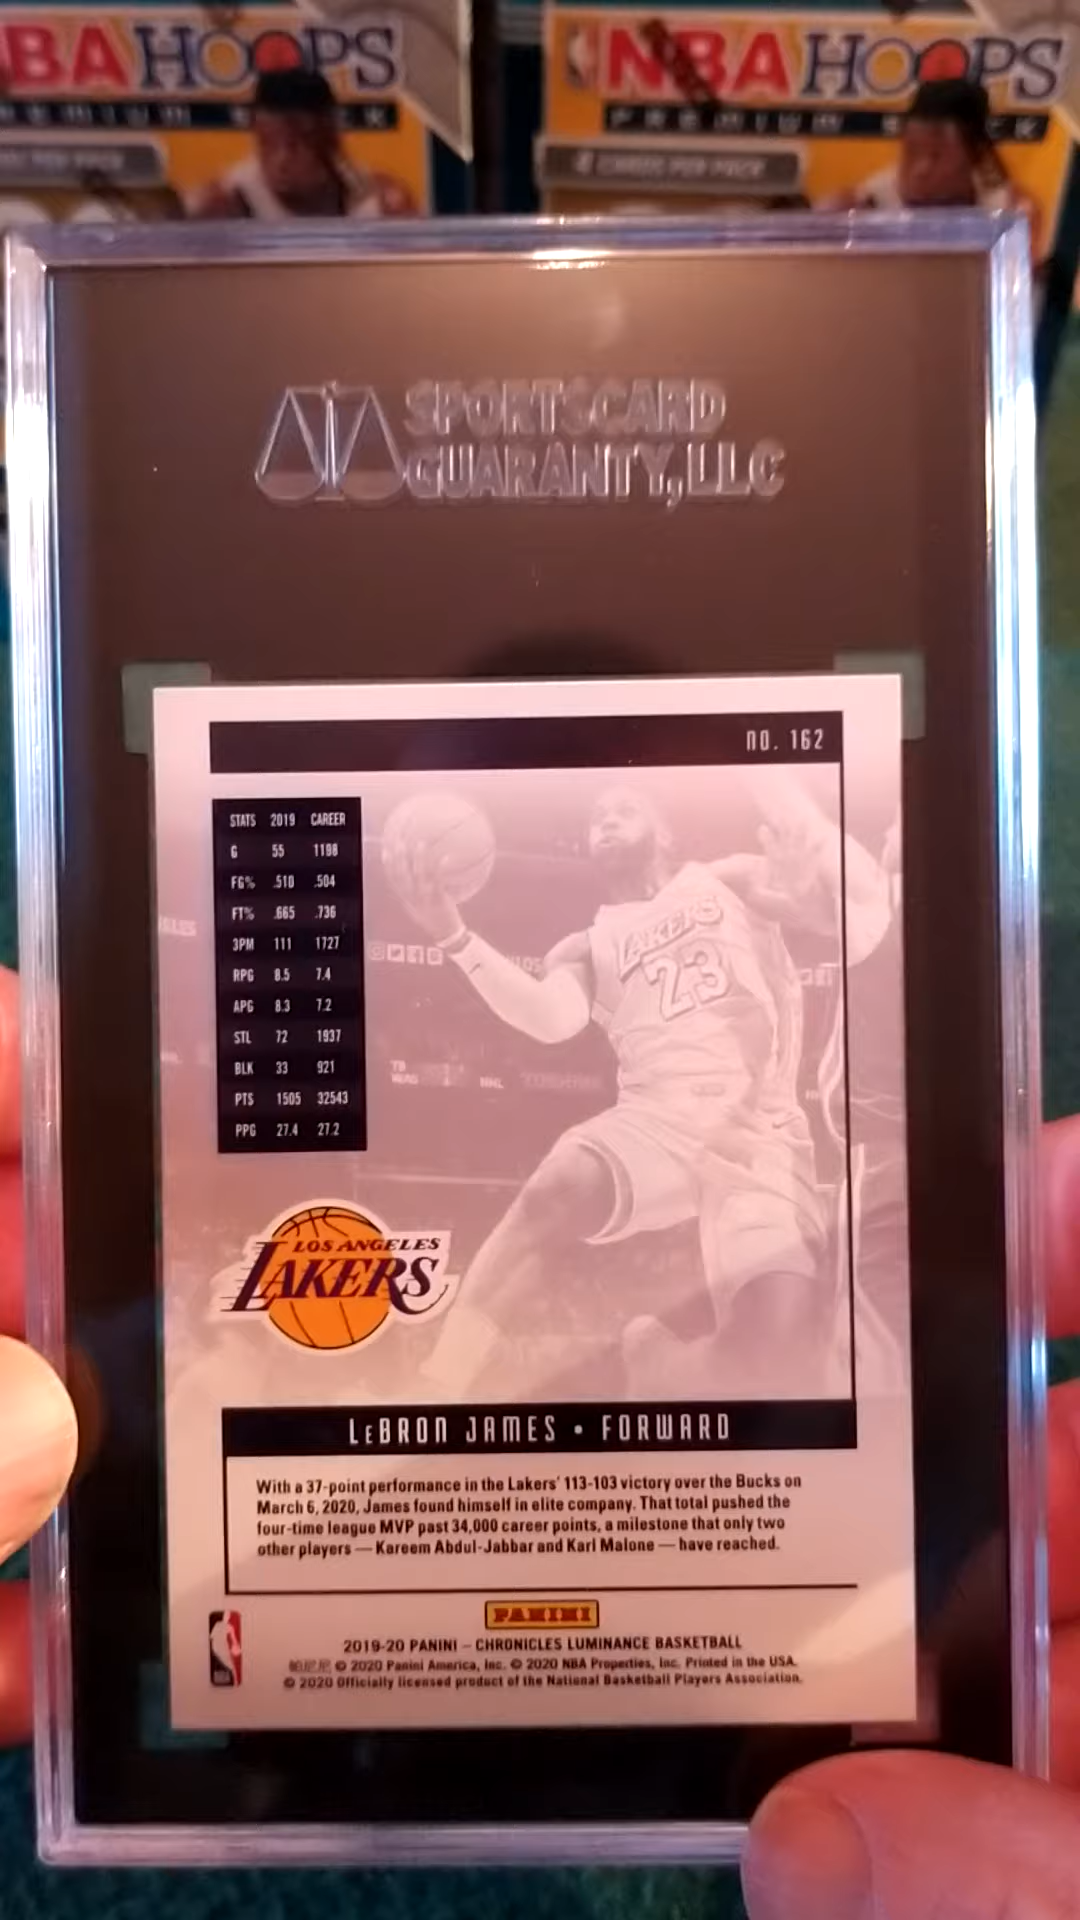 BA HOOPS
NBA HOOPS
PREMIUM STOCK
4 CARDS PER PACK
SPORTSCARD
GUARANTY, LLC
NO. 162
STATS 2019 CAREER
G 55 1198
FG% .510 .504
FT% .665 .736
3PM 111 1727
RPG 8.5 7.4
APG 8.3 7.2
STL 72 1937
BLK 33 921
PTS 1505 32543
PPG 27.4 27.2
LAKERS
23
LOS ANGELES
LAKERS
LeBRON JAMES • FORWARD
With a 37-point performance in the Lakers' 113-103 victory over the Bucks on
March 6, 2020, James found himself in elite company. That total pushed the
four-time league MVP past 34,000 career points, a milestone that only two
other players — Kareem Abdul-Jabbar and Karl Malone — have reached.
PANINI
2019-20 PANINI – CHRONICLES LUMINANCE BASKETBALL
© 2020 Panini America, Inc. © 2020 NBA Properties, Inc. Printed in the USA.
© 2020 Officially licensed product of the National Basketball Players Association.